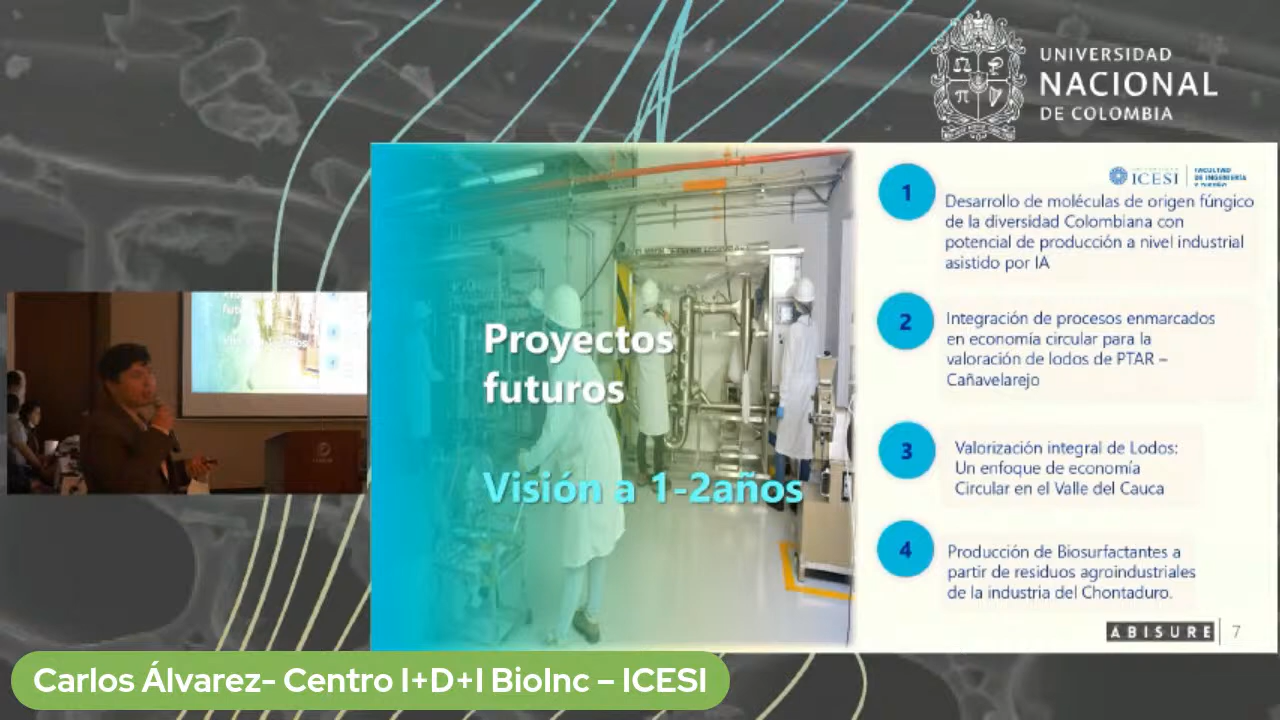 UNIVERSIDAD
NACIONAL
DE COLOMBIA
ICESI
FACULTAD
DE INGENIERÍA
1
Desarrollo de moléculas de origen fúngico
de la diversidad Colombiana con
potencial de producción a nivel industrial
asistido por IA
2
Integración de procesos enmarcados
en economía circular para la
valoración de lodos de PTAR –
Cañavelarejo
Proyectos
futuros
Visión a 1-2años
3
Valorización integral de Lodos:
Un enfoque de economía
Circular en el Valle del Cauca
4
Producción de Biosurfactantes a
partir de residuos agroindustriales
de la industria del Chontaduro.
ABISURE 7
Carlos Álvarez- Centro I+D+I BioInc – ICESI